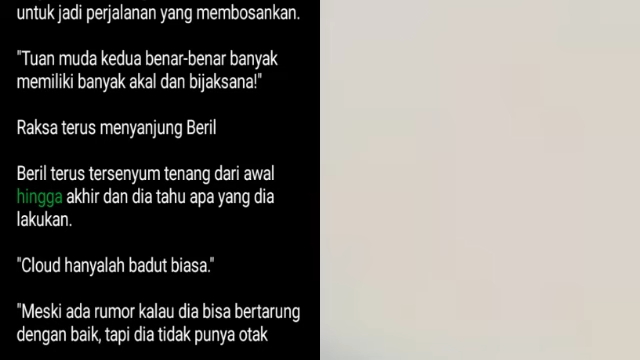 untuk jadi perjalanan yang membosankan.
"Tuan muda kedua benar-benar banyak
memiliki banyak akal dan bijaksana!"
Raksa terus menyanjung Beril
Beril terus tersenyum tenang dari awal
hingga akhir dan dia tahu apa yang dia
lakukan.
"Cloud hanyalah badut biasa."
"Meski ada rumor kalau dia bisa bertarung
dengan baik, tapi dia tidak punya otak